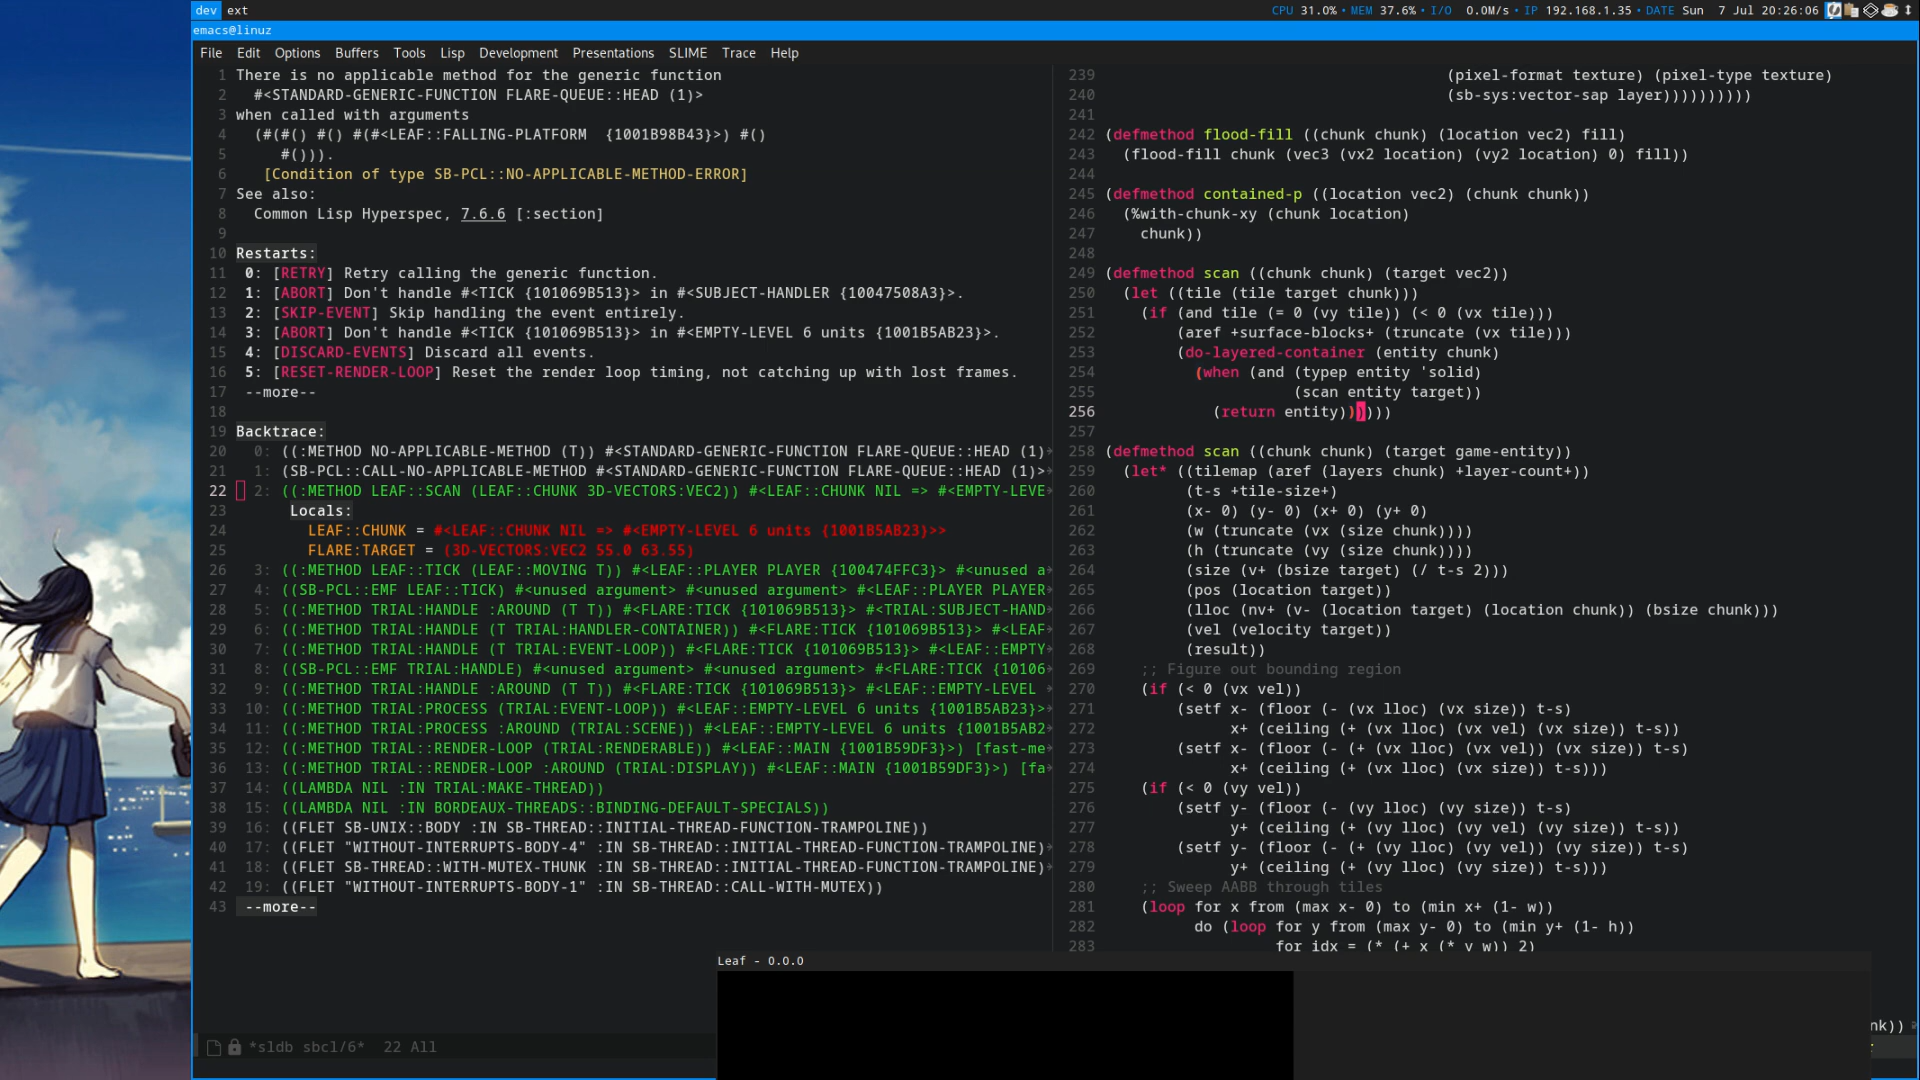 dev ext CPU 31.0% • MEM 37.6% • I/O 0.0M/s • IP 192.168.1.35 • DATE Sun 7 Jul 20:26:06
emacs@linuz
File Edit Options Buffers Tools Lisp Development Presentations SLIME Trace Help
1 There is no applicable method for the generic function
2 #<STANDARD-GENERIC-FUNCTION FLARE-QUEUE::HEAD (1)>
3 when called with arguments
4 (#(#() #() #(#<LEAF::FALLING-PLATFORM {1001B98B43}>) #()
5 #())).
6 [Condition of type SB-PCL::NO-APPLICABLE-METHOD-ERROR]
7 See also:
8 Common Lisp Hyperspec, 7.6.6 [:section]
9
10 Restarts:
11 0: [RETRY] Retry calling the generic function.
12 1: [ABORT] Don't handle #<TICK {101069B513}> in #<SUBJECT-HANDLER {10047508A3}>.
13 2: [SKIP-EVENT] Skip handling the event entirely.
14 3: [ABORT] Don't handle #<TICK {101069B513}> in #<EMPTY-LEVEL 6 units {1001B5AB23}>.
15 4: [DISCARD-EVENTS] Discard all events.
16 5: [RESET-RENDER-LOOP] Reset the render loop timing, not catching up with lost frames.
17 --more--
18
19 Backtrace:
20 0: ((:METHOD NO-APPLICABLE-METHOD (T)) #<STANDARD-GENERIC-FUNCTION FLARE-QUEUE::HEAD (1)
21 1: (SB-PCL::CALL-NO-APPLICABLE-METHOD #<STANDARD-GENERIC-FUNCTION FLARE-QUEUE::HEAD (1)>
22 2: ((:METHOD LEAF::SCAN (LEAF::CHUNK 3D-VECTORS:VEC2)) #<LEAF::CHUNK NIL => #<EMPTY-LEVE
23 Locals:
24 LEAF::CHUNK = #<LEAF::CHUNK NIL => #<EMPTY-LEVEL 6 units {1001B5AB23}>>
25 FLARE:TARGET = (3D-VECTORS:VEC2 55.0 63.55)
26 3: ((:METHOD LEAF::TICK (LEAF::MOVING T)) #<LEAF::PLAYER PLAYER {100474FFC3}> #<unused a
27 4: ((SB-PCL::EMF LEAF::TICK) #<unused argument> #<unused argument> #<LEAF::PLAYER PLAYER
28 5: ((:METHOD TRIAL:HANDLE :AROUND (T T)) #<FLARE:TICK {101069B513}> #<TRIAL:SUBJECT-HAND
29 6: ((:METHOD TRIAL:HANDLE (T TRIAL:HANDLER-CONTAINER)) #<FLARE:TICK {101069B513}> #<LEAF
30 7: ((:METHOD TRIAL:HANDLE (T TRIAL:EVENT-LOOP)) #<FLARE:TICK {101069B513}> #<LEAF::EMPTY
31 8: ((SB-PCL::EMF TRIAL:HANDLE) #<unused argument> #<unused argument> #<FLARE:TICK {10106
32 9: ((:METHOD TRIAL:HANDLE :AROUND (T T)) #<FLARE:TICK {101069B513}> #<LEAF::EMPTY-LEVEL
33 10: ((:METHOD TRIAL:PROCESS (TRIAL:EVENT-LOOP)) #<LEAF::EMPTY-LEVEL 6 units {1001B5AB23}>
34 11: ((:METHOD TRIAL:PROCESS :AROUND (TRIAL:SCENE)) #<LEAF::EMPTY-LEVEL 6 units {1001B5AB2
35 12: ((:METHOD TRIAL::RENDER-LOOP (TRIAL:RENDERABLE)) #<LEAF::MAIN {1001B59DF3}>) [fast-me
36 13: ((:METHOD TRIAL::RENDER-LOOP :AROUND (TRIAL:DISPLAY)) #<LEAF::MAIN {1001B59DF3}>) [fa
37 14: ((LAMBDA NIL :IN TRIAL:MAKE-THREAD))
38 15: ((LAMBDA NIL :IN BORDEAUX-THREADS::BINDING-DEFAULT-SPECIALS))
39 16: ((FLET SB-UNIX::BODY :IN SB-THREAD::INITIAL-THREAD-FUNCTION-TRAMPOLINE))
40 17: ((FLET "WITHOUT-INTERRUPTS-BODY-4" :IN SB-THREAD::INITIAL-THREAD-FUNCTION-TRAMPOLINE)
41 18: ((FLET SB-THREAD::WITH-MUTEX-THUNK :IN SB-THREAD::INITIAL-THREAD-FUNCTION-TRAMPOLINE)
42 19: ((FLET "WITHOUT-INTERRUPTS-BODY-1" :IN SB-THREAD::CALL-WITH-MUTEX))
43 --more--
*sldb sbcl/6* 22 All
239 (pixel-format texture) (pixel-type texture)
240 (sb-sys:vector-sap layer))))))))))
241
242 (defmethod flood-fill ((chunk chunk) (location vec2) fill)
243 (flood-fill chunk (vec3 (vx2 location) (vy2 location) 0) fill))
244
245 (defmethod contained-p ((location vec2) (chunk chunk))
246 (%with-chunk-xy (chunk location)
247 chunk))
248
249 (defmethod scan ((chunk chunk) (target vec2))
250 (let ((tile (tile target chunk)))
251 (if (and tile (= 0 (vy tile)) (< 0 (vx tile)))
252 (aref +surface-blocks+ (truncate (vx tile)))
253 (do-layered-container (entity chunk)
254 (when (and (typep entity 'solid)
255 (scan entity target))
256 (return entity))))))
257
258 (defmethod scan ((chunk chunk) (target game-entity))
259 (let* ((tilemap (aref (layers chunk) +layer-count+))
260 (t-s +tile-size+)
261 (x- 0) (y- 0) (x+ 0) (y+ 0)
262 (w (truncate (vx (size chunk))))
263 (h (truncate (vy (size chunk))))
264 (size (v+ (bsize target) (/ t-s 2)))
265 (pos (location target))
266 (lloc (nv+ (v- (location target) (location chunk)) (bsize chunk)))
267 (vel (velocity target))
268 (result))
269 ;; Figure out bounding region
270 (if (< 0 (vx vel))
271 (setf x- (floor (- (vx lloc) (vx size)) t-s)
272 x+ (ceiling (+ (vx lloc) (vx vel) (vx size)) t-s))
273 (setf x- (floor (- (+ (vx lloc) (vx vel)) (vx size)) t-s)
274 x+ (ceiling (+ (vx lloc) (vx size)) t-s)))
275 (if (< 0 (vy vel))
276 (setf y- (floor (- (vy lloc) (vy size)) t-s)
277 y+ (ceiling (+ (vy lloc) (vy vel) (vy size)) t-s))
278 (setf y- (floor (- (+ (vy lloc) (vy vel)) (vy size)) t-s)
279 y+ (ceiling (+ (vy lloc) (vy size)) t-s)))
280 ;; Sweep AABB through tiles
281 (loop for x from (max x- 0) to (min x+ (1- w))
282 do (loop for y from (max y- 0) to (min y+ (1- h))
283 for idx = (* (+ x (* y w)) 2)
Leaf - 0.0.0
nk))